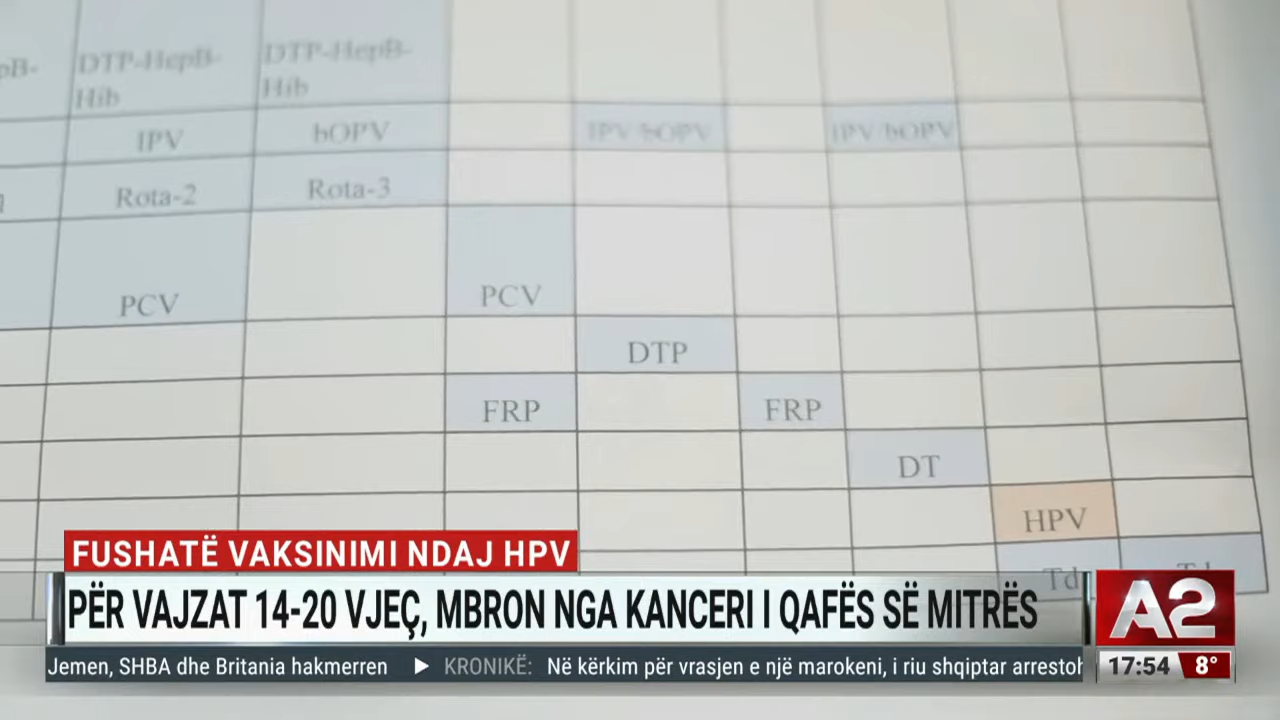 pB-
DTP-HepB-
Hib
DTP-HepB-
Hib
IPV
bOPV
IPV/bOPV
IPV/bOPV
Rota-2
Rota-3
PCV
PCV
DTP
FRP
FRP
DT
HPV
Td
Td
FUSHATË VAKSINIMI NDAJ HPV
PËR VAJZAT 14-20 VJEÇ, MBRON NGA KANCERI I QAFËS SË MITRËS
A2
Jemen, SHBA dhe Britania hakmerren ▶ KRONIKË: Në kërkim për vrasjen e një marokeni, i riu shqiptar arrestoh
17:54 8°